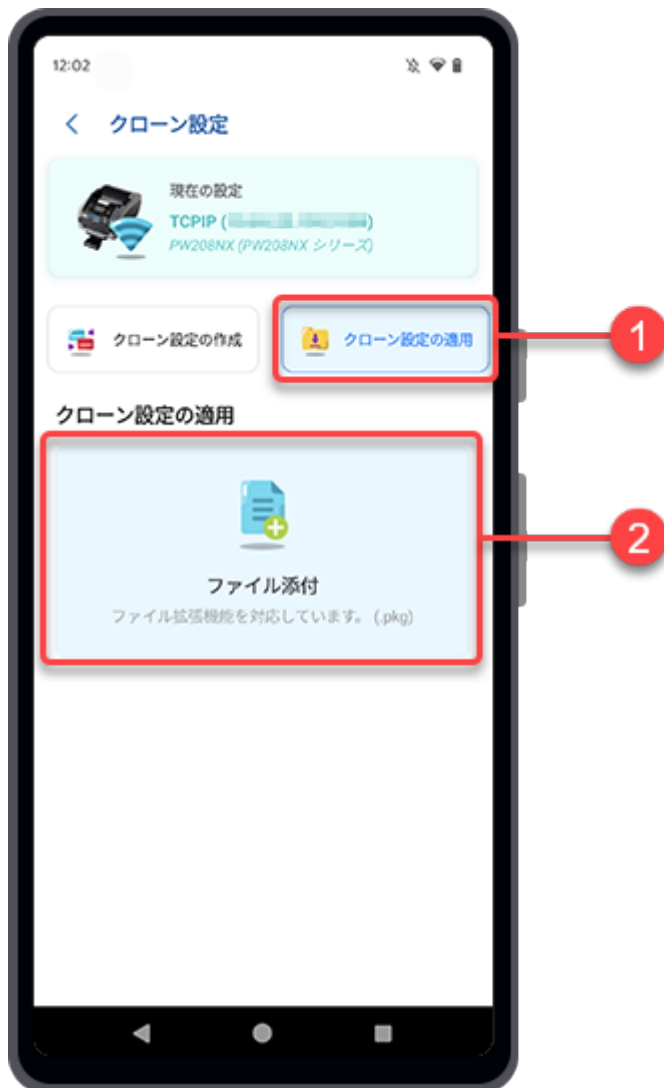 12:02
クローン設定
現在の設定
TCPIP ( )
PW208NX (PW208NX シリーズ)
クローン設定の作成
クローン設定の適用
1
クローン設定の適用
2
ファイル添付
ファイル拡張機能を対応しています。 (.pkg)